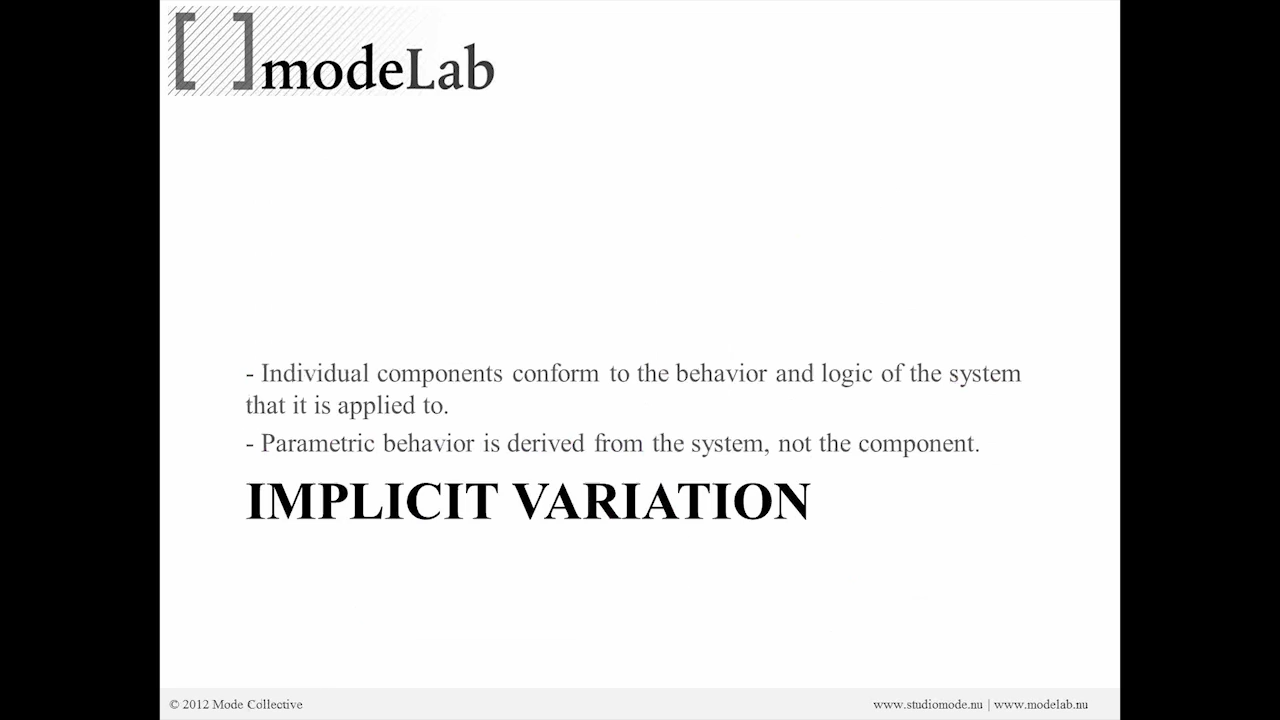 [ ]modeLab
- Individual components conform to the behavior and logic of the system
that it is applied to.
- Parametric behavior is derived from the system, not the component.
IMPLICIT VARIATION
© 2012 Mode Collective
www.studiomode.nu | www.modelab.nu